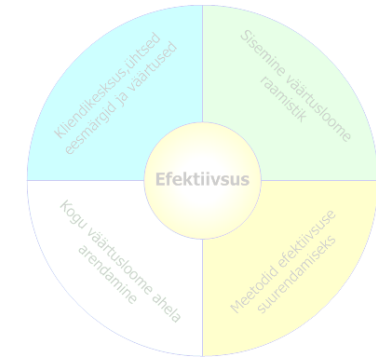 Kliendikesksus,ühtsed
eesmärgid ja väärtused
Sisemine väärtusloome
raamistik
Efektiivsus
Kogu väärtusloome ahela
arendamine
Meetodid efektiivsuse
suurendamiseks